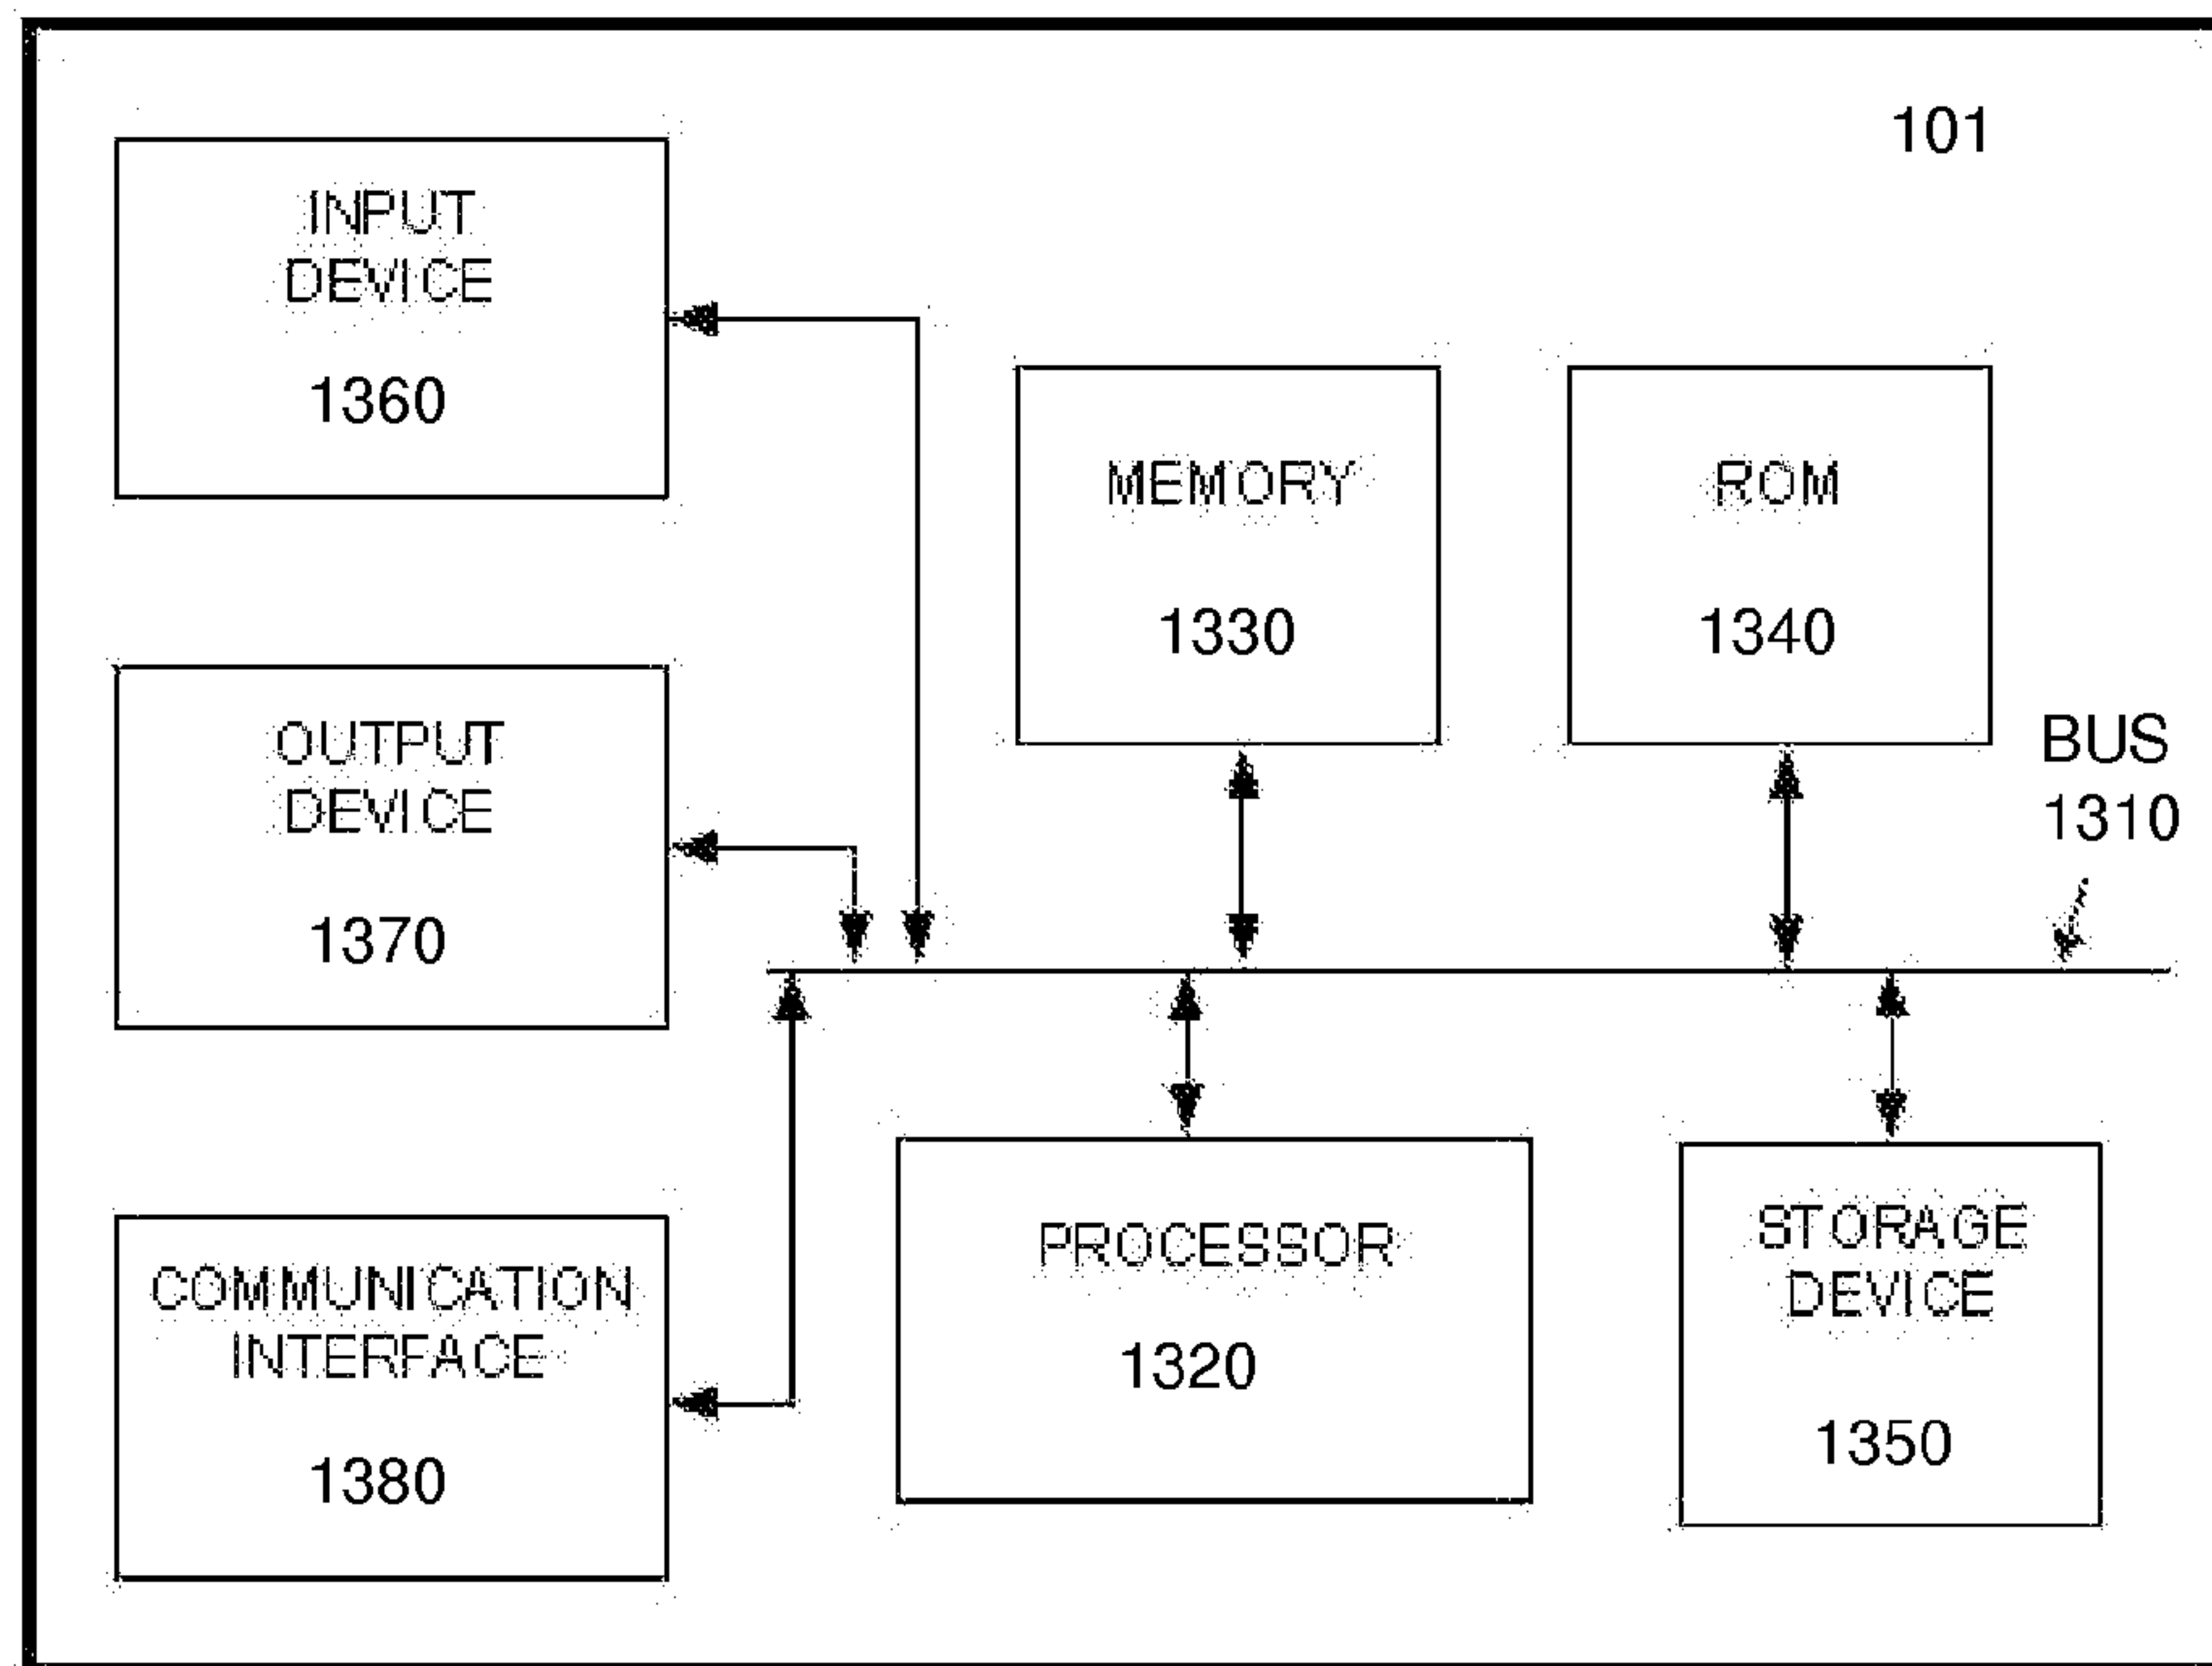 101
INPUT
DEVICE
1360
MEMORY
1330
ROM
1340
OUTPUT
DEVICE
1370
BUS
1310
COMMUNICATION
INTERFACE
1380
PROCESSOR
1320
STORAGE
DEVICE
1350